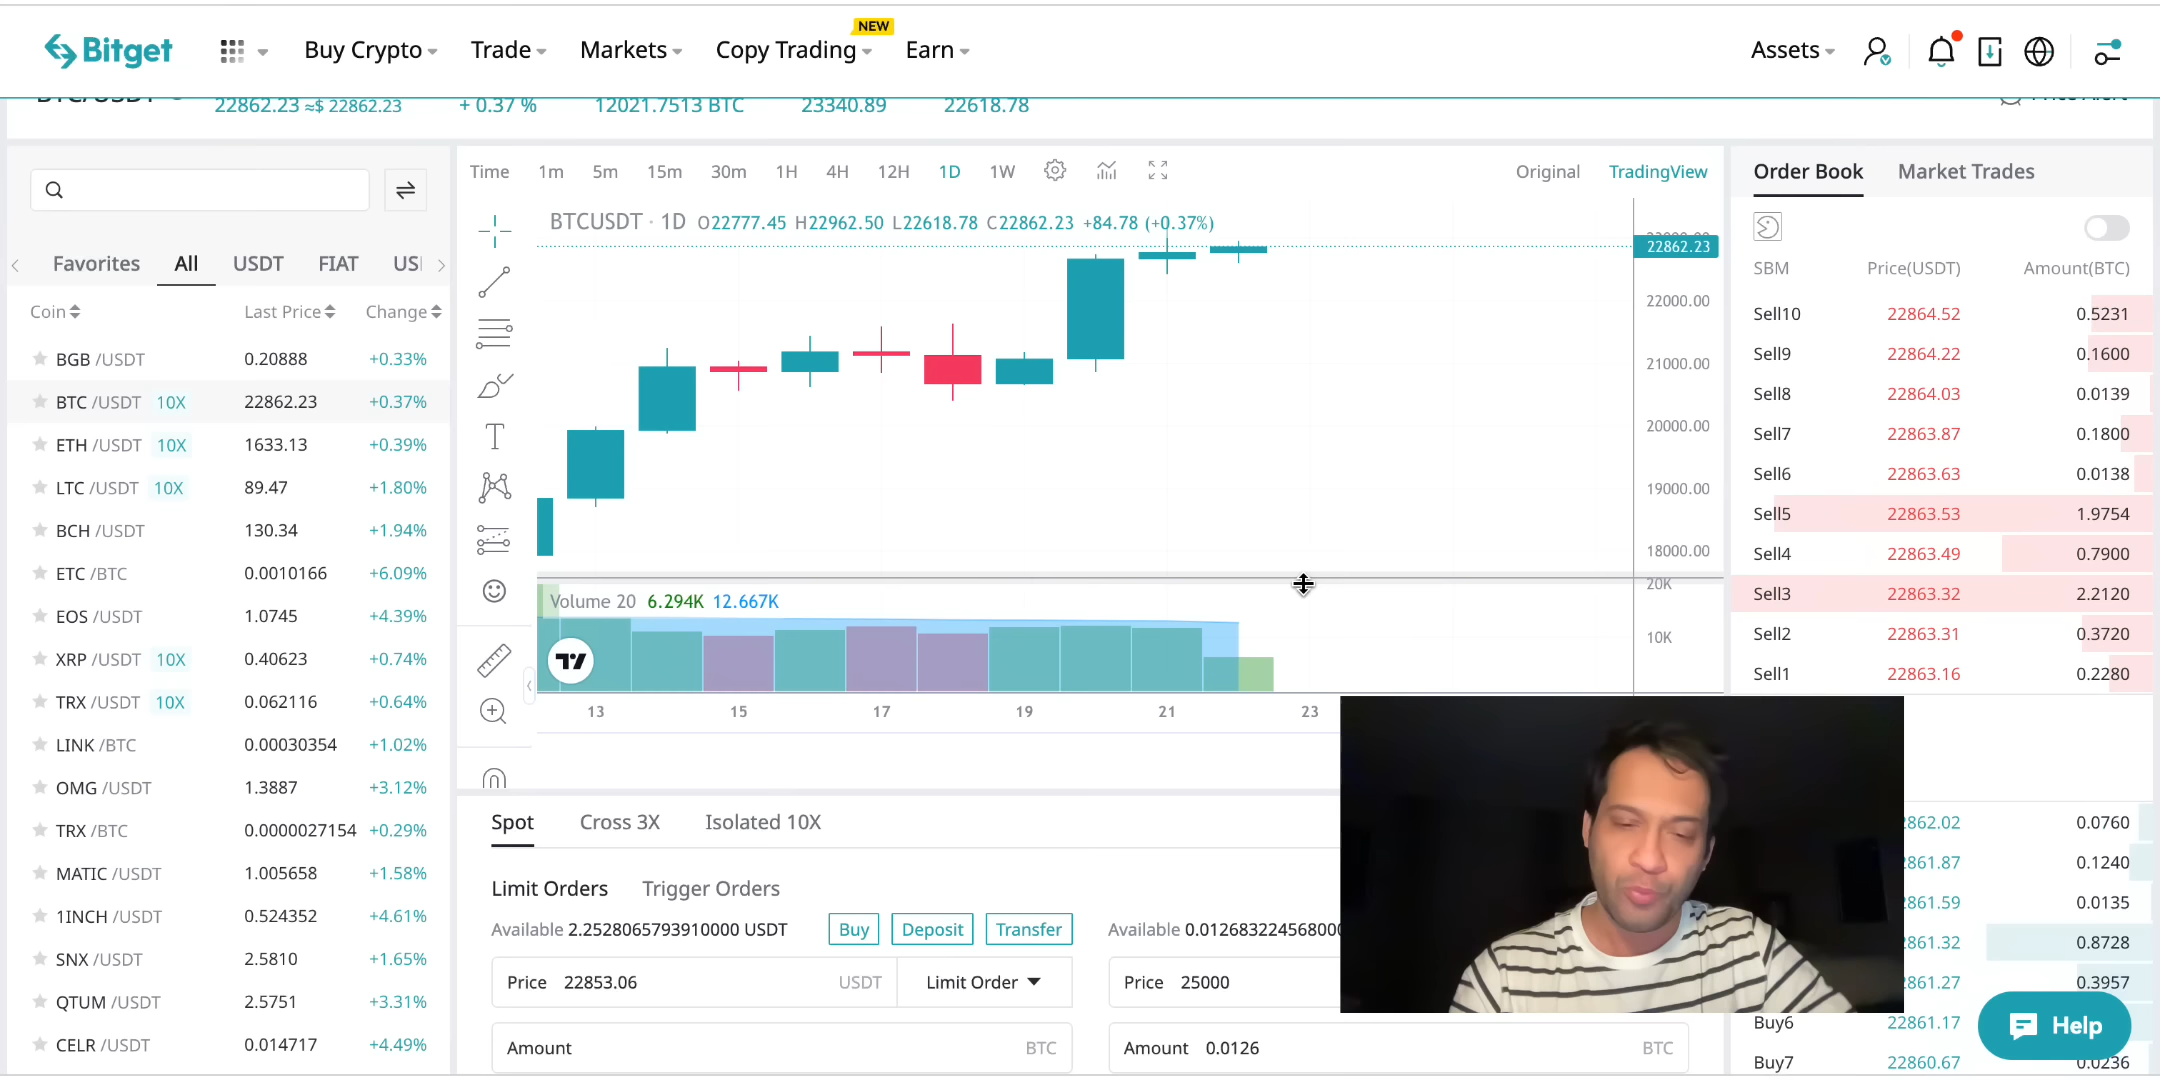 Bitget
Buy Crypto
Trade
Markets
Copy Trading
NEW
Earn
Assets
22862.23 ≈$ 22862.23
+ 0.37 %
12021.7513 BTC
23340.89
22618.78
Favorites All USDT FIAT
Coin Last Price Change
BGB /USDT 0.20888 +0.33%
BTC /USDT 10X 22862.23 +0.37%
ETH /USDT 10X 1633.13 +0.39%
LTC /USDT 10X 89.47 +1.80%
BCH /USDT 130.34 +1.94%
ETC /BTC 0.0010166 +6.09%
EOS /USDT 1.0745 +4.39%
XRP /USDT 10X 0.40623 +0.74%
TRX /USDT 10X 0.062116 +0.64%
LINK /BTC 0.00030354 +1.02%
OMG /USDT 1.3887 +3.12%
TRX /BTC 0.0000027154 +0.29%
MATIC /USDT 1.005658 +1.58%
1INCH /USDT 0.524352 +4.61%
SNX /USDT 2.5810 +1.65%
QTUM /USDT 2.5751 +3.31%
CELR /USDT 0.014717 +4.49%
Time 1m 5m 15m 30m 1H 4H 12H 1D 1W
Original TradingView
BTCUSDT · 1D O22777.45 H22962.50 L22618.78 C22862.23 +84.78 (+0.37%)
22862.23
22000.00
21000.00
20000.00
19000.00
18000.00
20K
Volume 20 6.294K 12.667K
10K
13 15 17 19 21 23
Spot Cross 3X Isolated 10X
Limit Orders Trigger Orders
Available 2.2528065793910000 USDT Buy Deposit Transfer
Price 22853.06 USDT Limit Order
Amount BTC
Available 0.012683224568000
Price 25000
Amount 0.0126 BTC
Order Book Market Trades
SBM Price(USDT) Amount(BTC)
Sell10 22864.52 0.5231
Sell9 22864.22 0.1600
Sell8 22864.03 0.0139
Sell7 22863.87 0.1800
Sell6 22863.63 0.0138
Sell5 22863.53 1.9754
Sell4 22863.49 0.7900
Sell3 22863.32 2.2120
Sell2 22863.31 0.3720
Sell1 22863.16 0.2280
862.02 0.0760
861.87 0.1240
861.59 0.0135
861.32 0.8728
861.27 0.3957
Buy6 22861.17
Buy7 22860.67 0.0236
Help